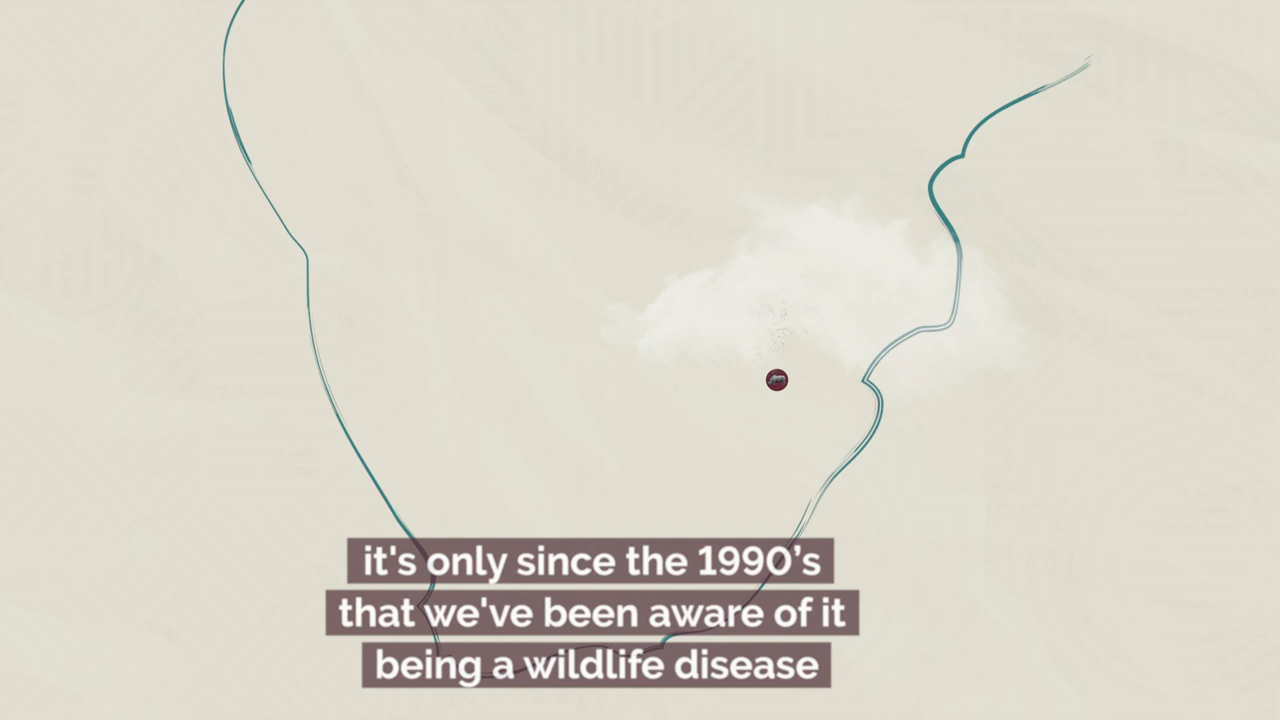 it's only since the 1990’s
that we've been aware of it
being a wildlife disease